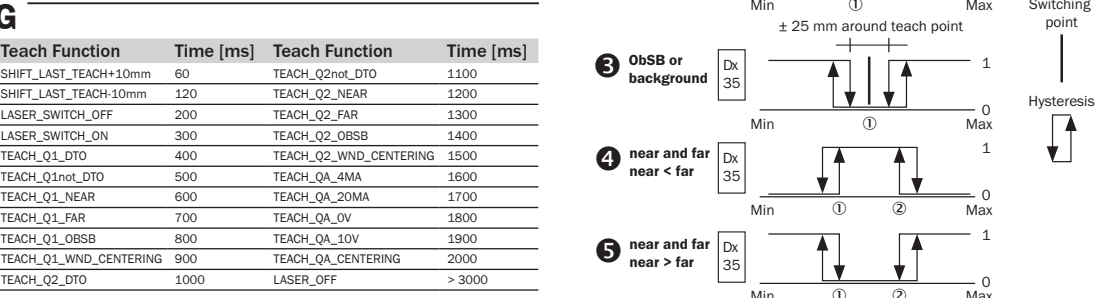 G
Teach Function Time [ms] Teach Function Time [ms]
SHIFT_LAST_TEACH+10mm 60 TEACH_Q2not_DTO 1100
SHIFT_LAST_TEACH-10mm 120 TEACH_Q2_NEAR 1200
LASER_SWITCH_OFF 200 TEACH_Q2_FAR 1300
LASER_SWITCH_ON 300 TEACH_Q2_OBSB 1400
TEACH_Q1_DTO 400 TEACH_Q2_WND_CENTERING 1500
TEACH_Q1not_DTO 500 TEACH_QA_4MA 1600
TEACH_Q1_NEAR 600 TEACH_QA_20MA 1700
TEACH_Q1_FAR 700 TEACH_QA_0V 1800
TEACH_Q1_OBSB 800 TEACH_QA_10V 1900
TEACH_Q1_WND_CENTERING 900 TEACH_QA_CENTERING 2000
TEACH_Q2_DTO 1000 LASER_OFF > 3000
Min ① Max
± 25 mm around teach point
❸ ObSB or
background
Dx
35
1
0
Min ① Max
❹ near and far
near < far
Dx
35
1
0
Min ① ② Max
❺ near and far
near > far
Dx
35
1
0
Min ① ② Max
Switching
point
Hysteresis